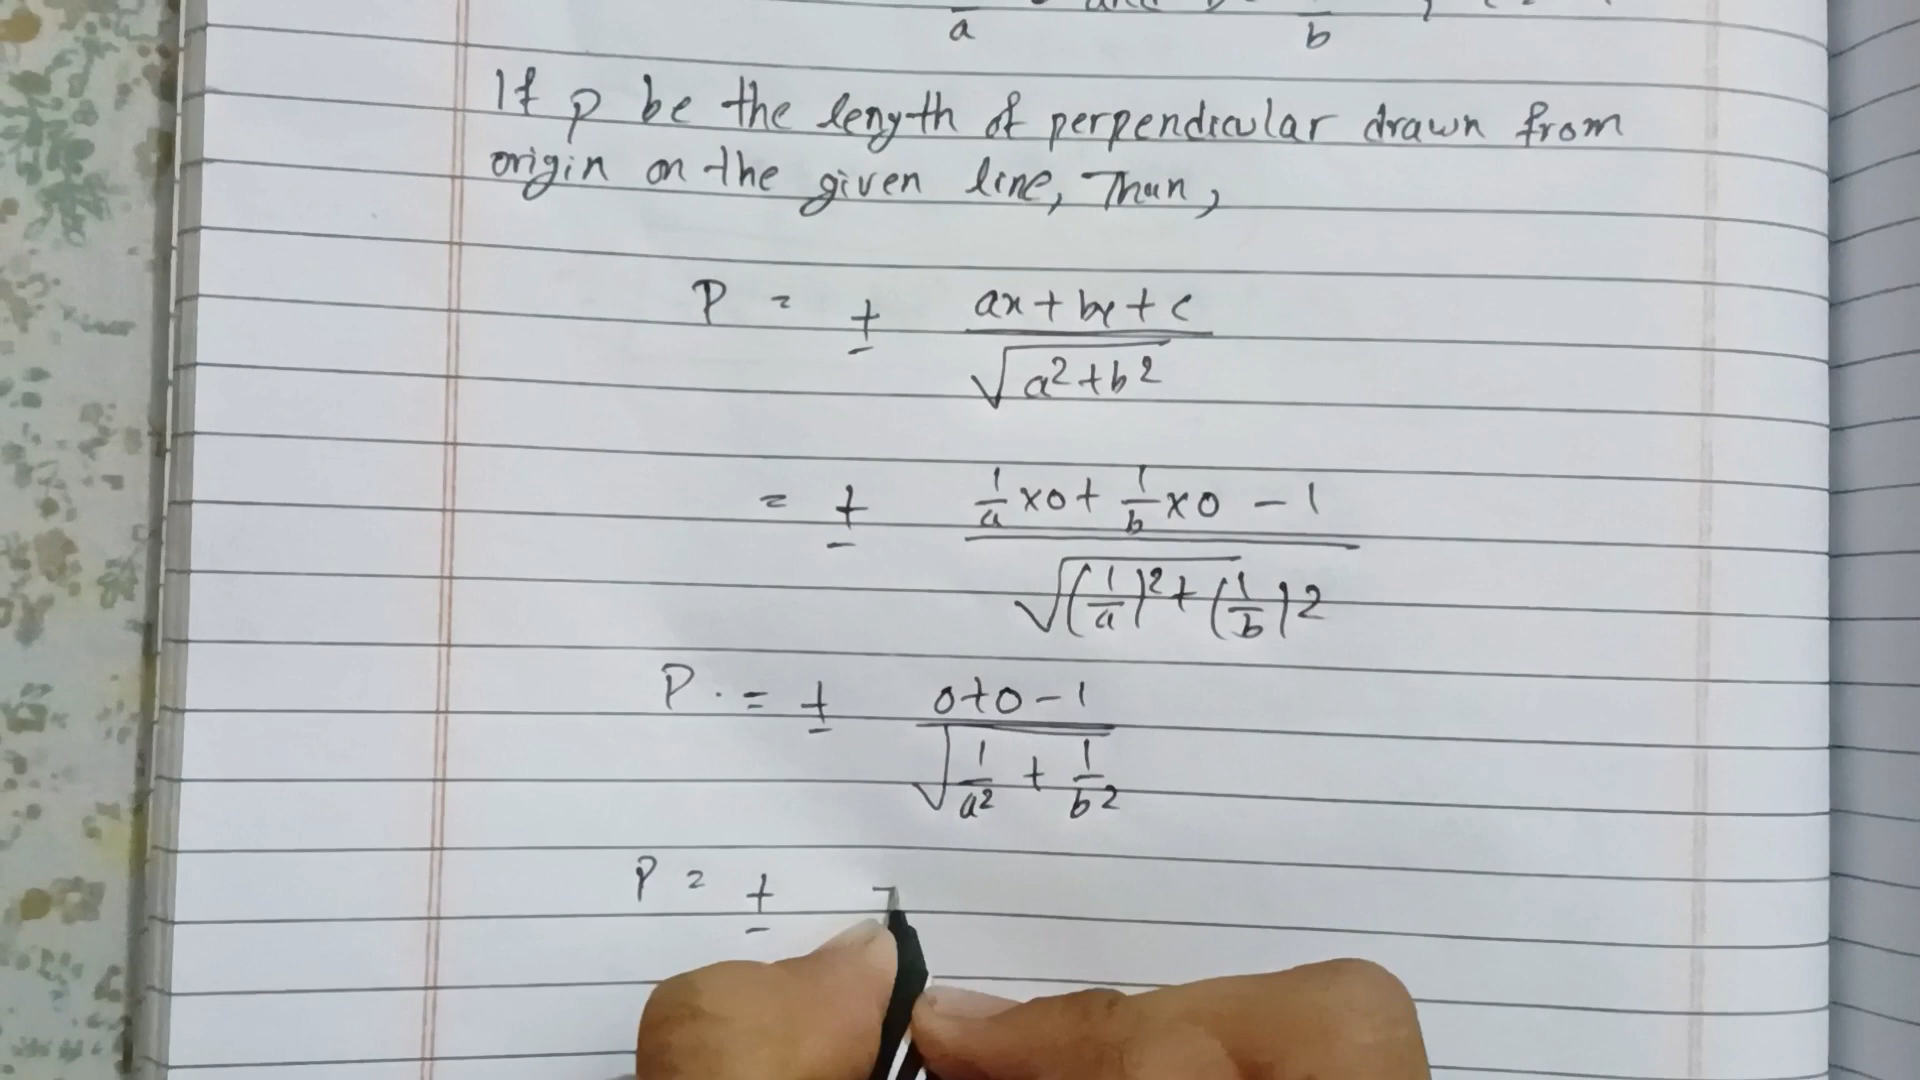 a b
If p be the length of perpendicular drawn from
origin on the given line, Then,
P = ± ax + by + c / √a² + b²
= ± 1/a × 0 + 1/b × 0 - 1 / √(1/a)² + (1/b)2
P. = ± 0+0-1 / √1/a² + 1/b2
P = ±